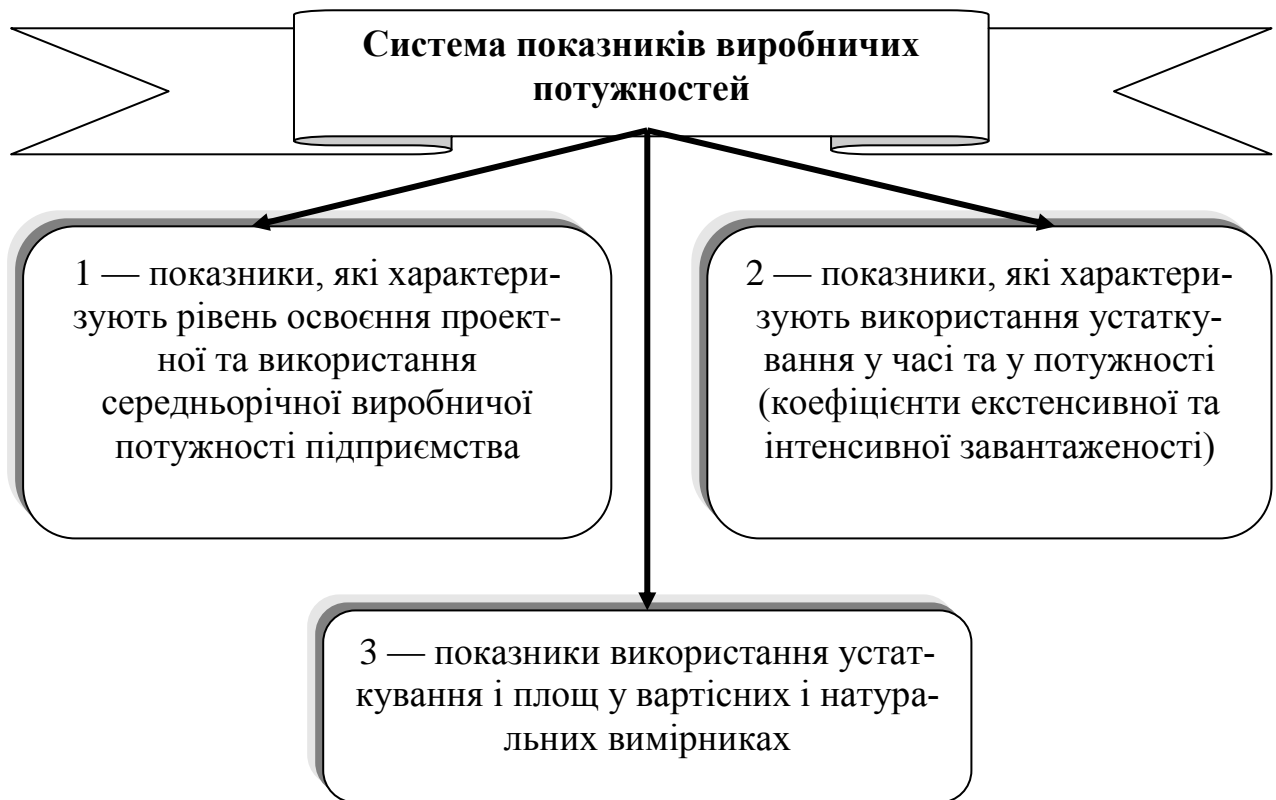 Система показників виробничих
потужностей
1 — показники, які характери-
зують рівень освоєння проект-
ної та використання
середньорічної виробничої
потужності підприємства
2 — показники, які характери-
зують використання устатку-
вання у часі та у потужності
(коефіцієнти екстенсивної та
інтенсивної завантаженості)
3 — показники використання устат-
кування і площ у вартісних і натура-
льних вимірниках